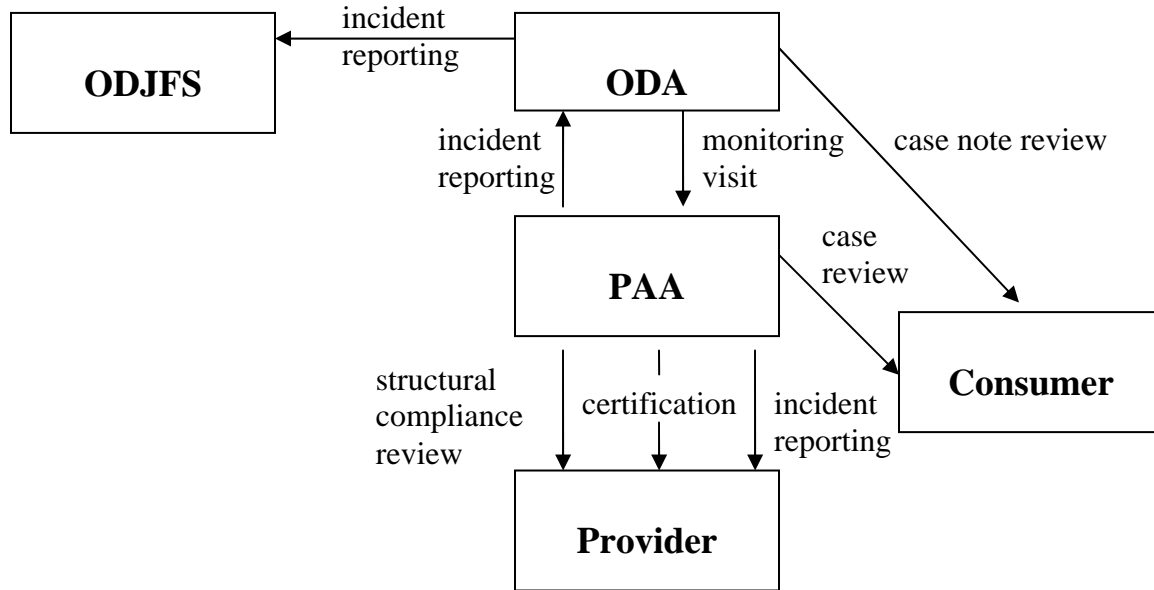 incident
reporting
ODJFS
ODA
incident
reporting
monitoring
visit
case note review
case
review
PAA
Consumer
structural
compliance
review
certification
incident
reporting
Provider